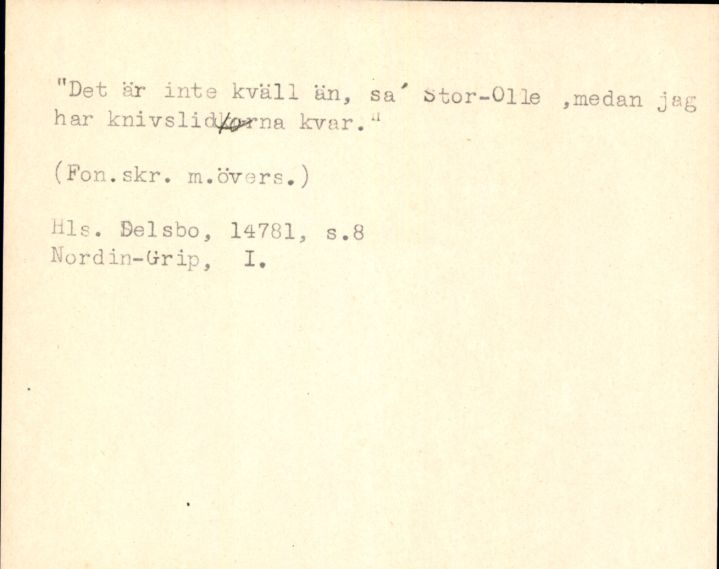 "Det är inte kväll än, sa´ Stor-Olle ,medan jag
har knivslidorna kvar."
(Fon.skr. m.övers.)
Hls. Delsbo, 14781, s.8
Nordin-Grip, I.